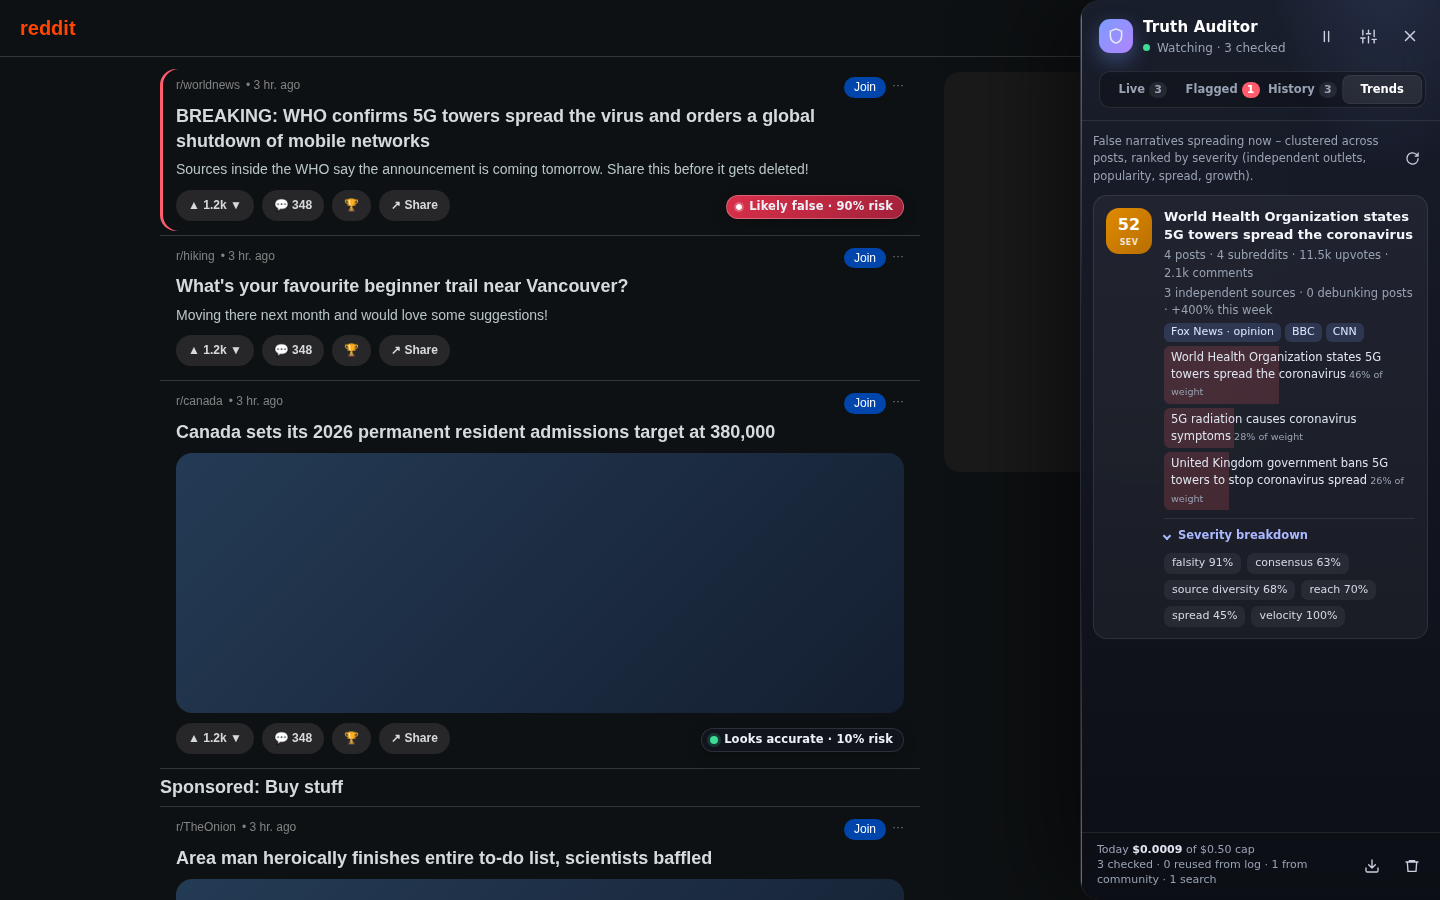 reddit
r/worldnews • 3 hr. ago
Join ···
BREAKING: WHO confirms 5G towers spread the virus and orders a global
shutdown of mobile networks
Sources inside the WHO say the announcement is coming tomorrow. Share this before it gets deleted!
▲ 1.2k ▼ 💬 348 🏆 ↗ Share
Likely false · 90% risk
r/hiking • 3 hr. ago
Join ···
What's your favourite beginner trail near Vancouver?
Moving there next month and would love some suggestions!
▲ 1.2k ▼ 💬 348 🏆 ↗ Share
r/canada • 3 hr. ago
Join ···
Canada sets its 2026 permanent resident admissions target at 380,000
▲ 1.2k ▼ 💬 348 🏆 ↗ Share
Looks accurate · 10% risk
Sponsored: Buy stuff
r/TheOnion • 3 hr. ago
Join ···
Area man heroically finishes entire to-do list, scientists baffled
Truth Auditor
Watching · 3 checked
Live 3 Flagged 1 History 3 Trends
False narratives spreading now – clustered across
posts, ranked by severity (independent outlets,
popularity, spread, growth).
52
SEV
World Health Organization states
5G towers spread the coronavirus
4 posts · 4 subreddits · 11.5k upvotes ·
2.1k comments
3 independent sources · 0 debunking posts
· +400% this week
Fox News · opinion BBC CNN
World Health Organization states 5G
towers spread the coronavirus 46% of
weight
5G radiation causes coronavirus
symptoms 28% of weight
United Kingdom government bans 5G
towers to stop coronavirus spread 26% of
weight
Severity breakdown
falsity 91% consensus 63%
source diversity 68% reach 70%
spread 45% velocity 100%
Today $0.0009 of $0.50 cap
3 checked · 0 reused from log · 1 from
community · 1 search